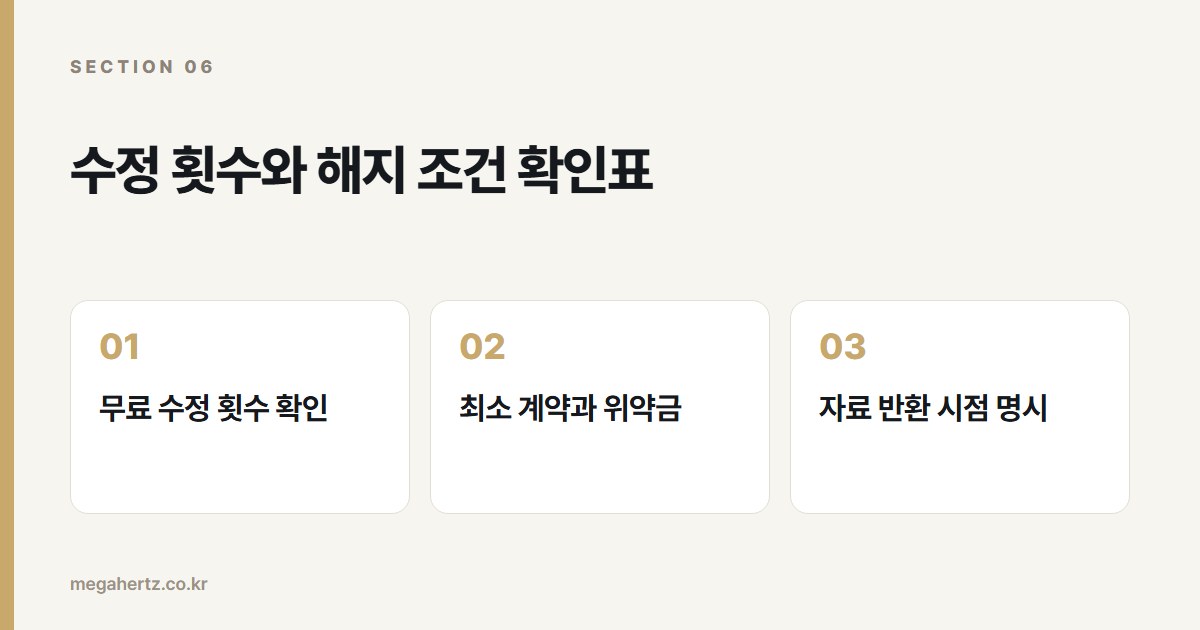 SECTION 06
수정 횟수와 해지 조건 확인표
01
무료 수정 횟수 확인
02
최소 계약과 위약금
03
자료 반환 시점 명시
megahertz.co.kr